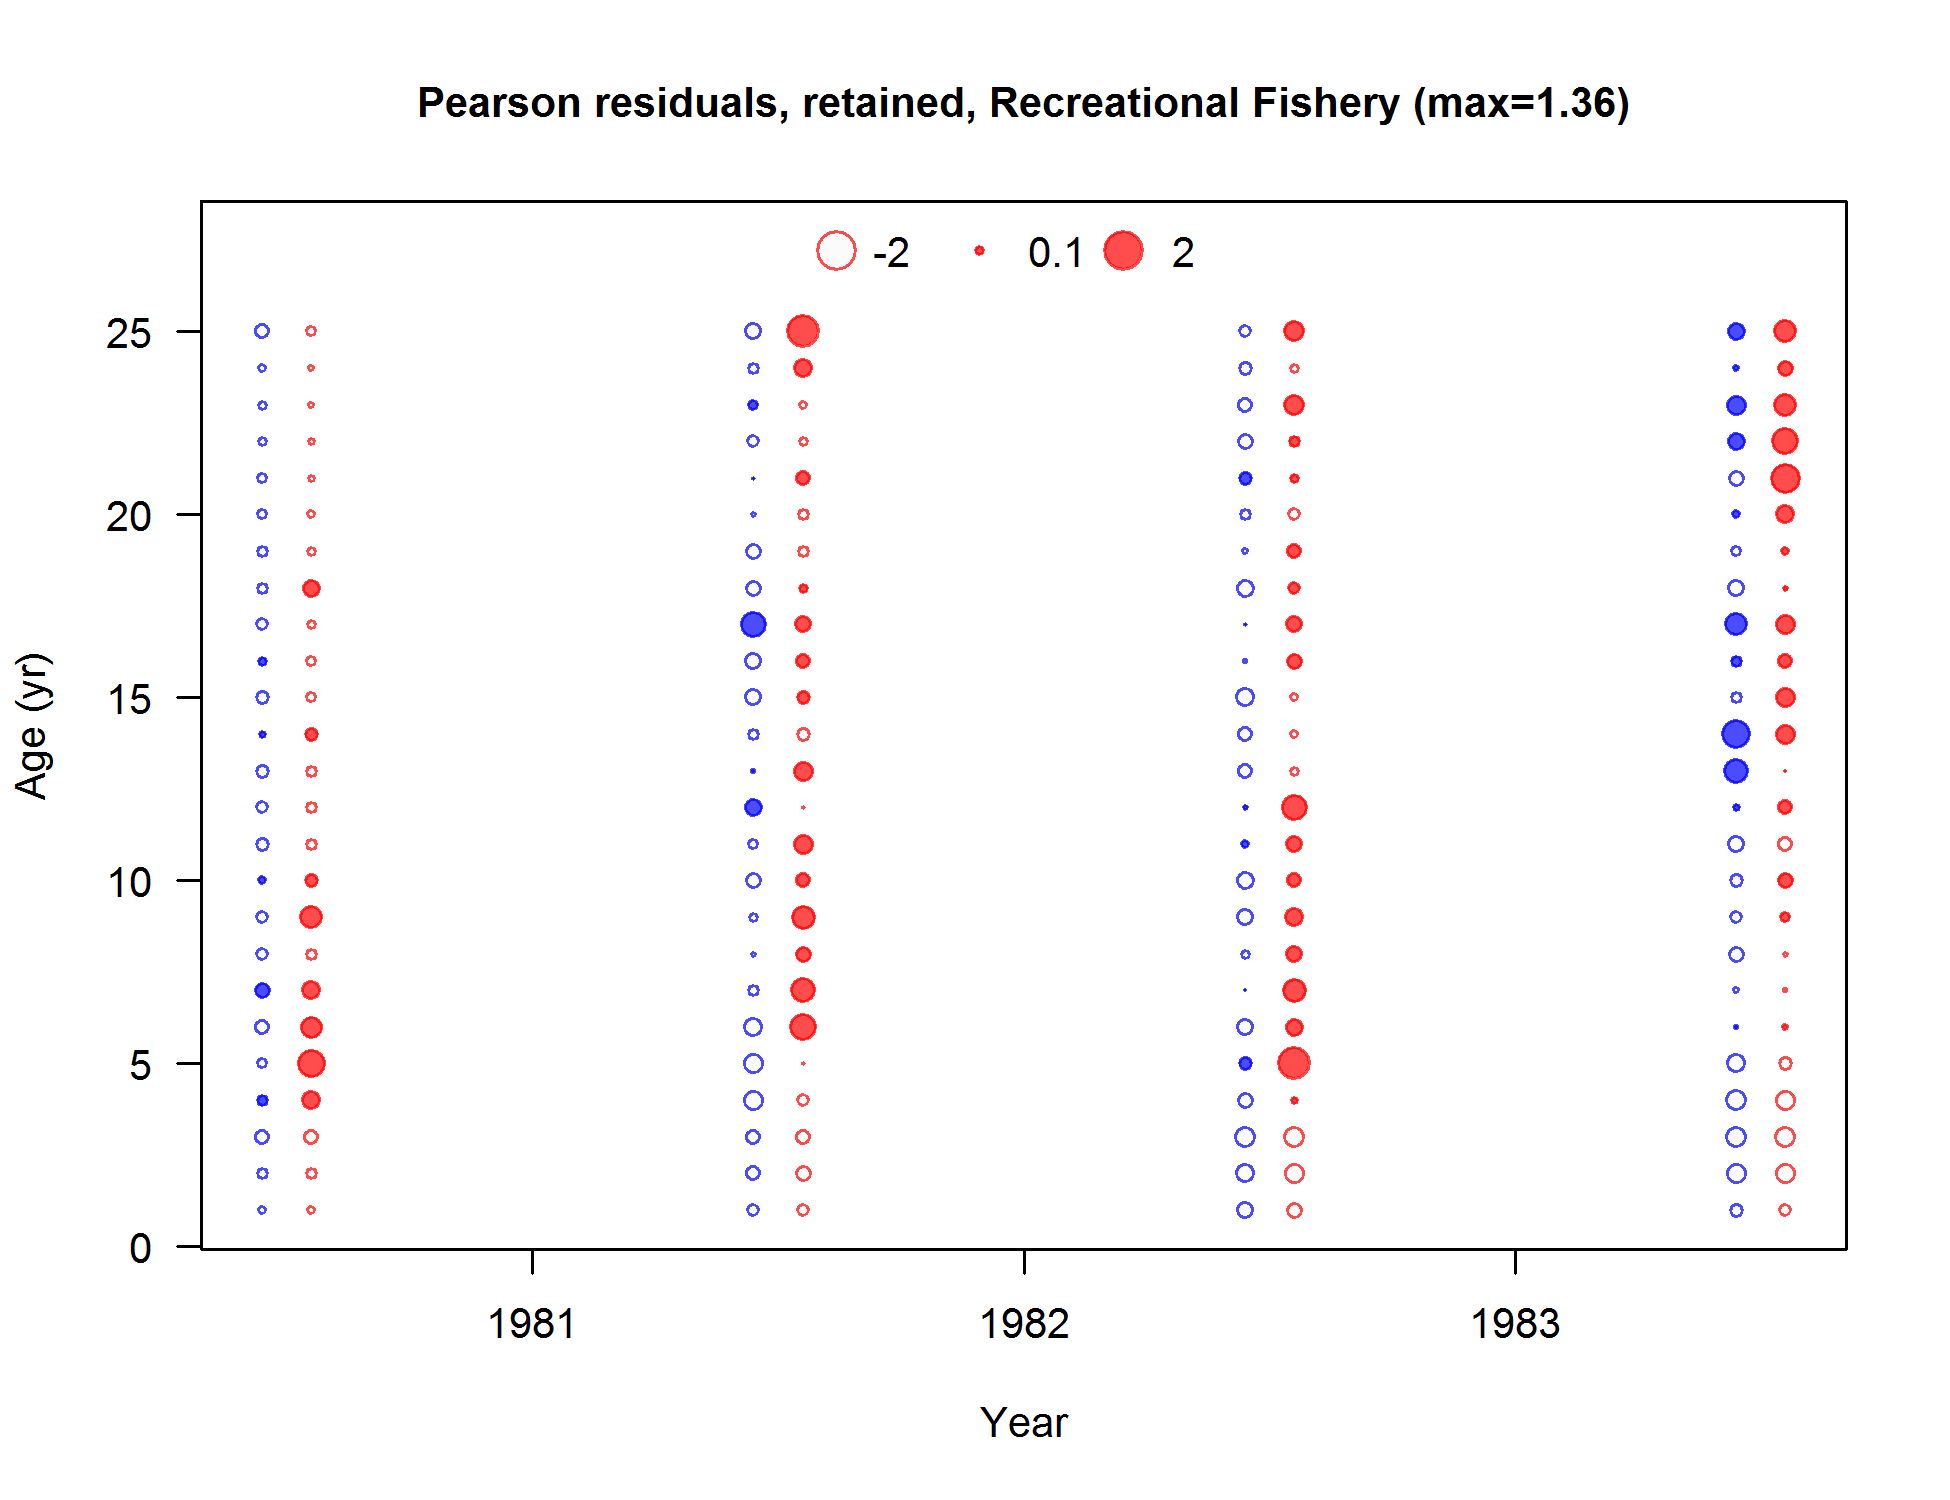 Pearson residuals, retained, Recreational Fishery (max=1.36)
-2 0.1 2
25
20
15
10
5
0
Age (yr)
1981 1982 1983
Year